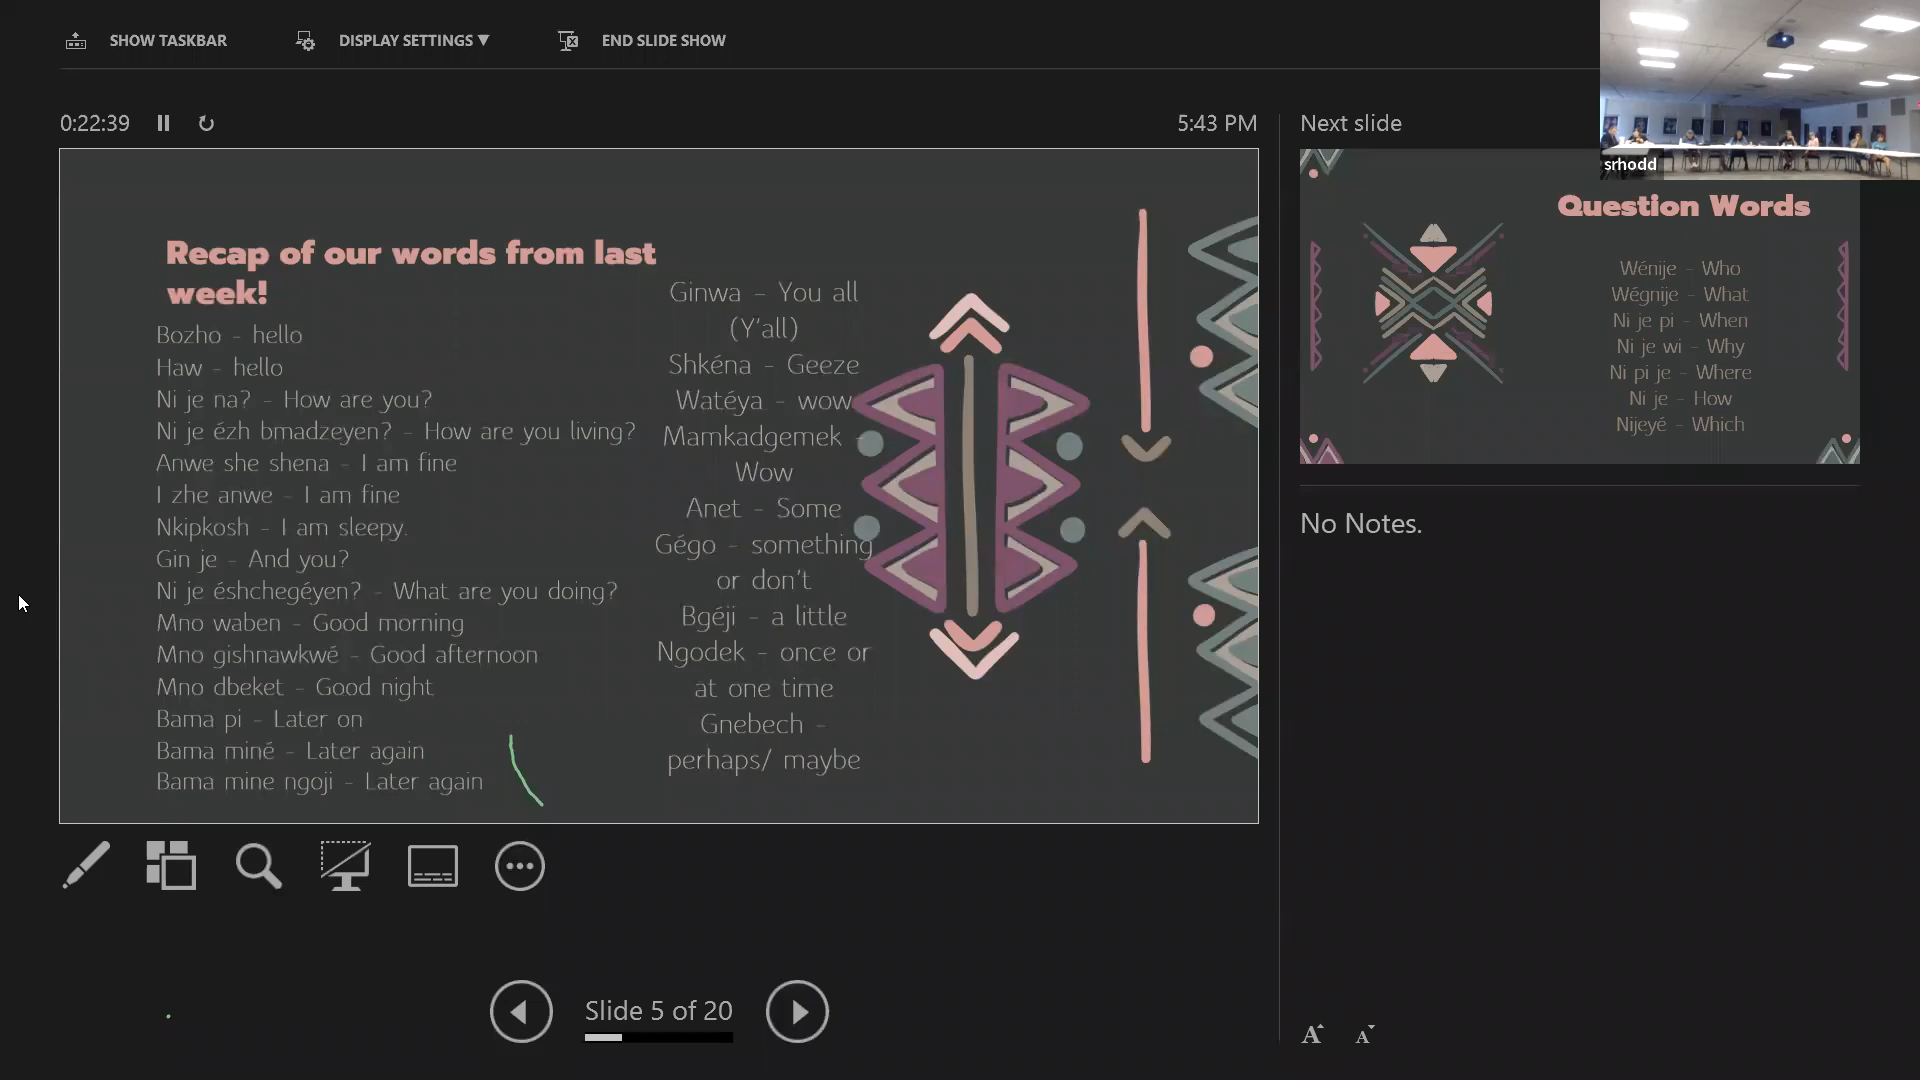 SHOW TASKBAR
DISPLAY SETTINGS ▼
END SLIDE SHOW
0:22:39
5:43 PM
Recap of our words from last
week!
Bozho - hello
Haw - hello
Ni je na? - How are you?
Ni je ézh bmadzeyen? - How are you living?
Anwe she shena - I am fine
I zhe anwe - I am fine
Nkipkosh - I am sleepy.
Gin je - And you?
Ni je éshchegéyen? - What are you doing?
Mno waben - Good morning
Mno gishnawkwé - Good afternoon
Mno dbeket - Good night
Bama pi - Later on
Bama miné - Later again
Bama mine ngoji - Later again
Ginwa - You all
(Y'all)
Shkéna - Geeze
Watéya - wow
Mamkadgemek -
Wow
Anet - Some
Gégo - something
or don't
Bgéji - a little
Ngodek - once or
at one time
Gnebech -
perhaps/ maybe
Slide 5 of 20
Next slide
srhodd
Question Words
Wénije - Who
Wégnije - What
Ni je pi - When
Ni je wi - Why
Ni pi je - Where
Ni je - How
Nijeyé - Which
No Notes.
A A